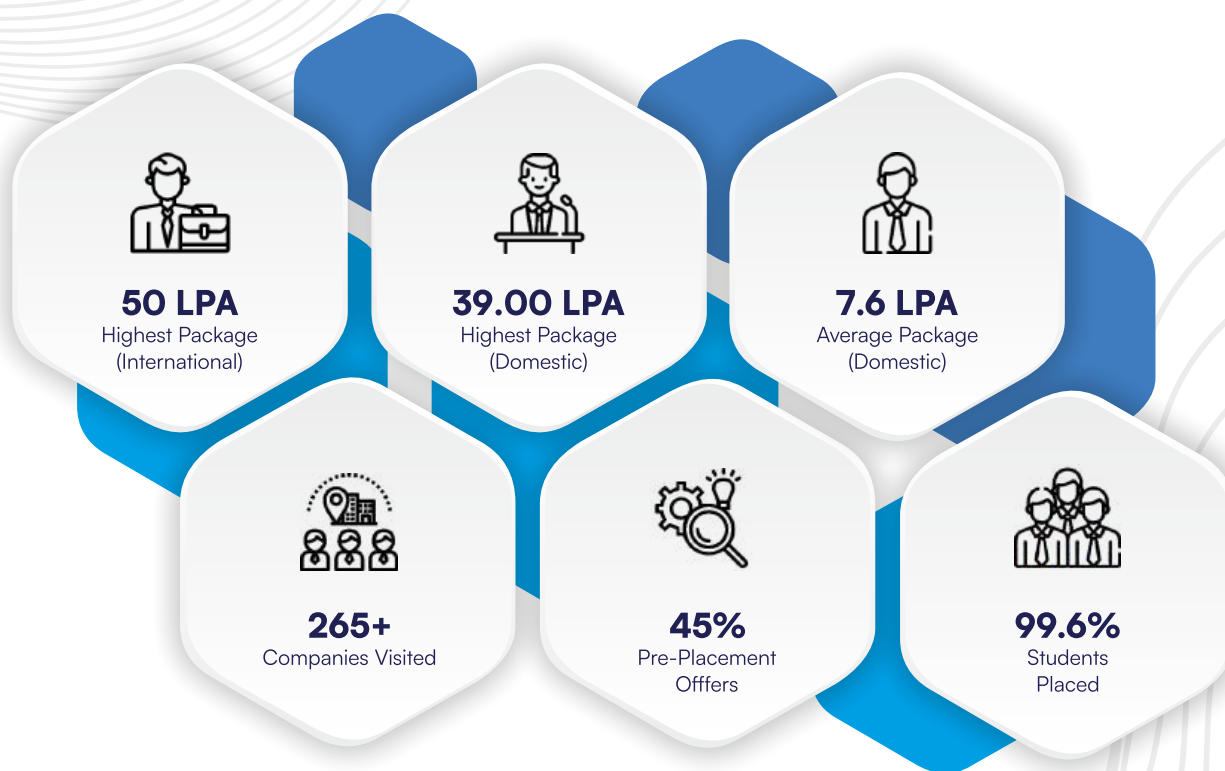 50 LPA
Highest Package
(International)
39.00 LPA
Highest Package
(Domestic)
7.6 LPA
Average Package
(Domestic)
265+
Companies Visited
45%
Pre-Placement
Offfers
99.6%
Students
Placed